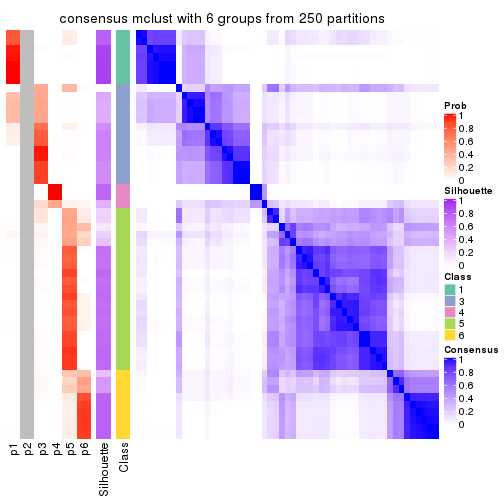 consensus mclust with 6 groups from 250 partitions
Prob
1
0.8
0.6
0.4
0.2
0
Silhouette
1
0.8
0.6
0.4
0.2
0
Class
1
3
4
5
6
Consensus
1
0.8
0.6
0.4
0.2
0
p1
p2
p3
p4
p5
p6
Silhouette
Class